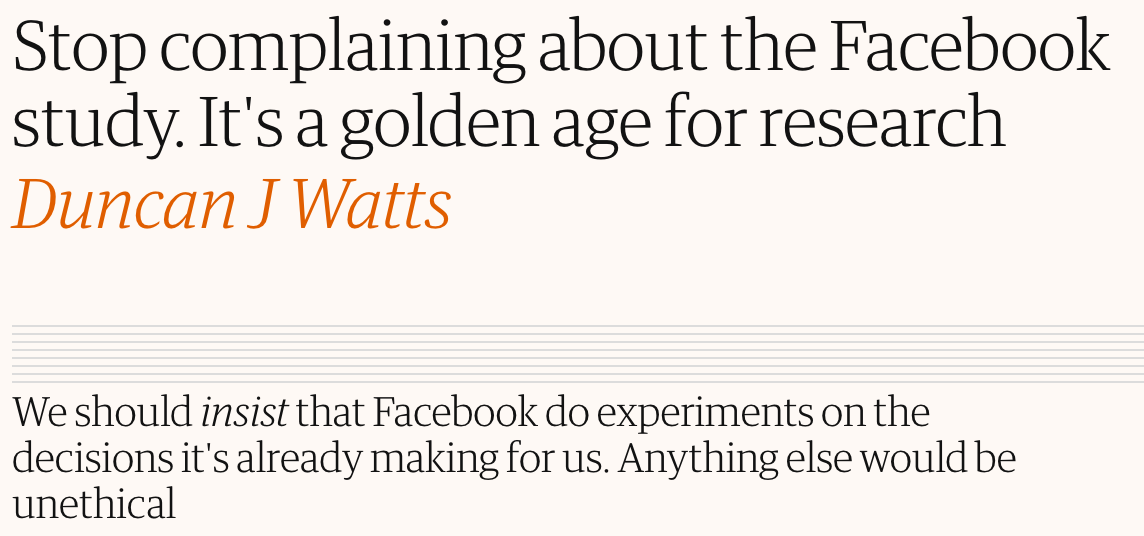 Stop complaining about the Facebook
study. It's a golden age for research
Duncan J Watts
We should insist that Facebook do experiments on the
decisions it's already making for us. Anything else would be
unethical